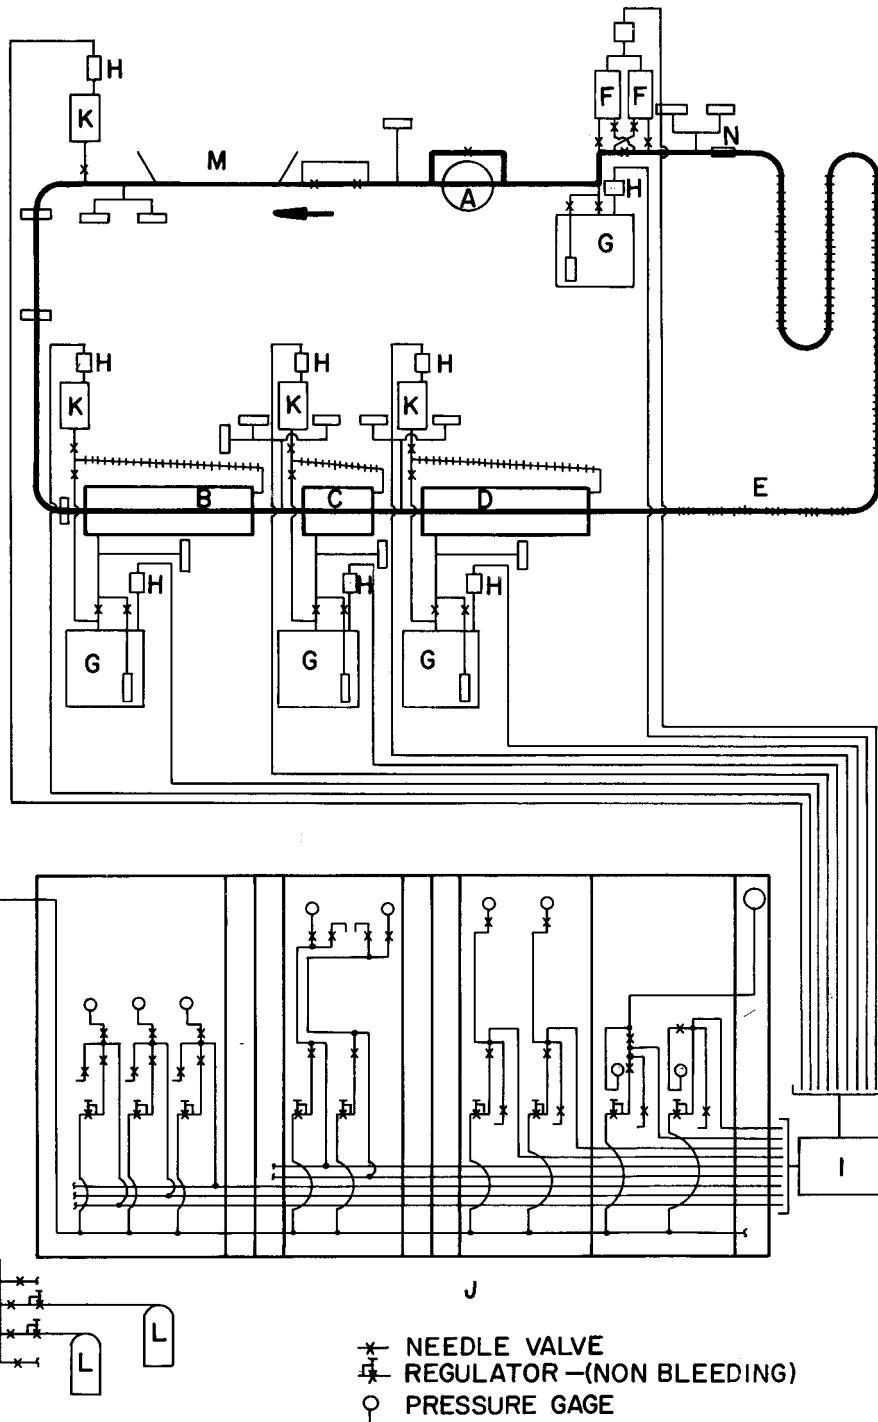 H
K
M
A
F F
N
H
G
H
K
H
K
H
K
B
C
D
E
H
H
H
G
G
G
I
J
L
L
NEEDLE VALVE
REGULATOR—(NON BLEEDING)
PRESSURE GAGE